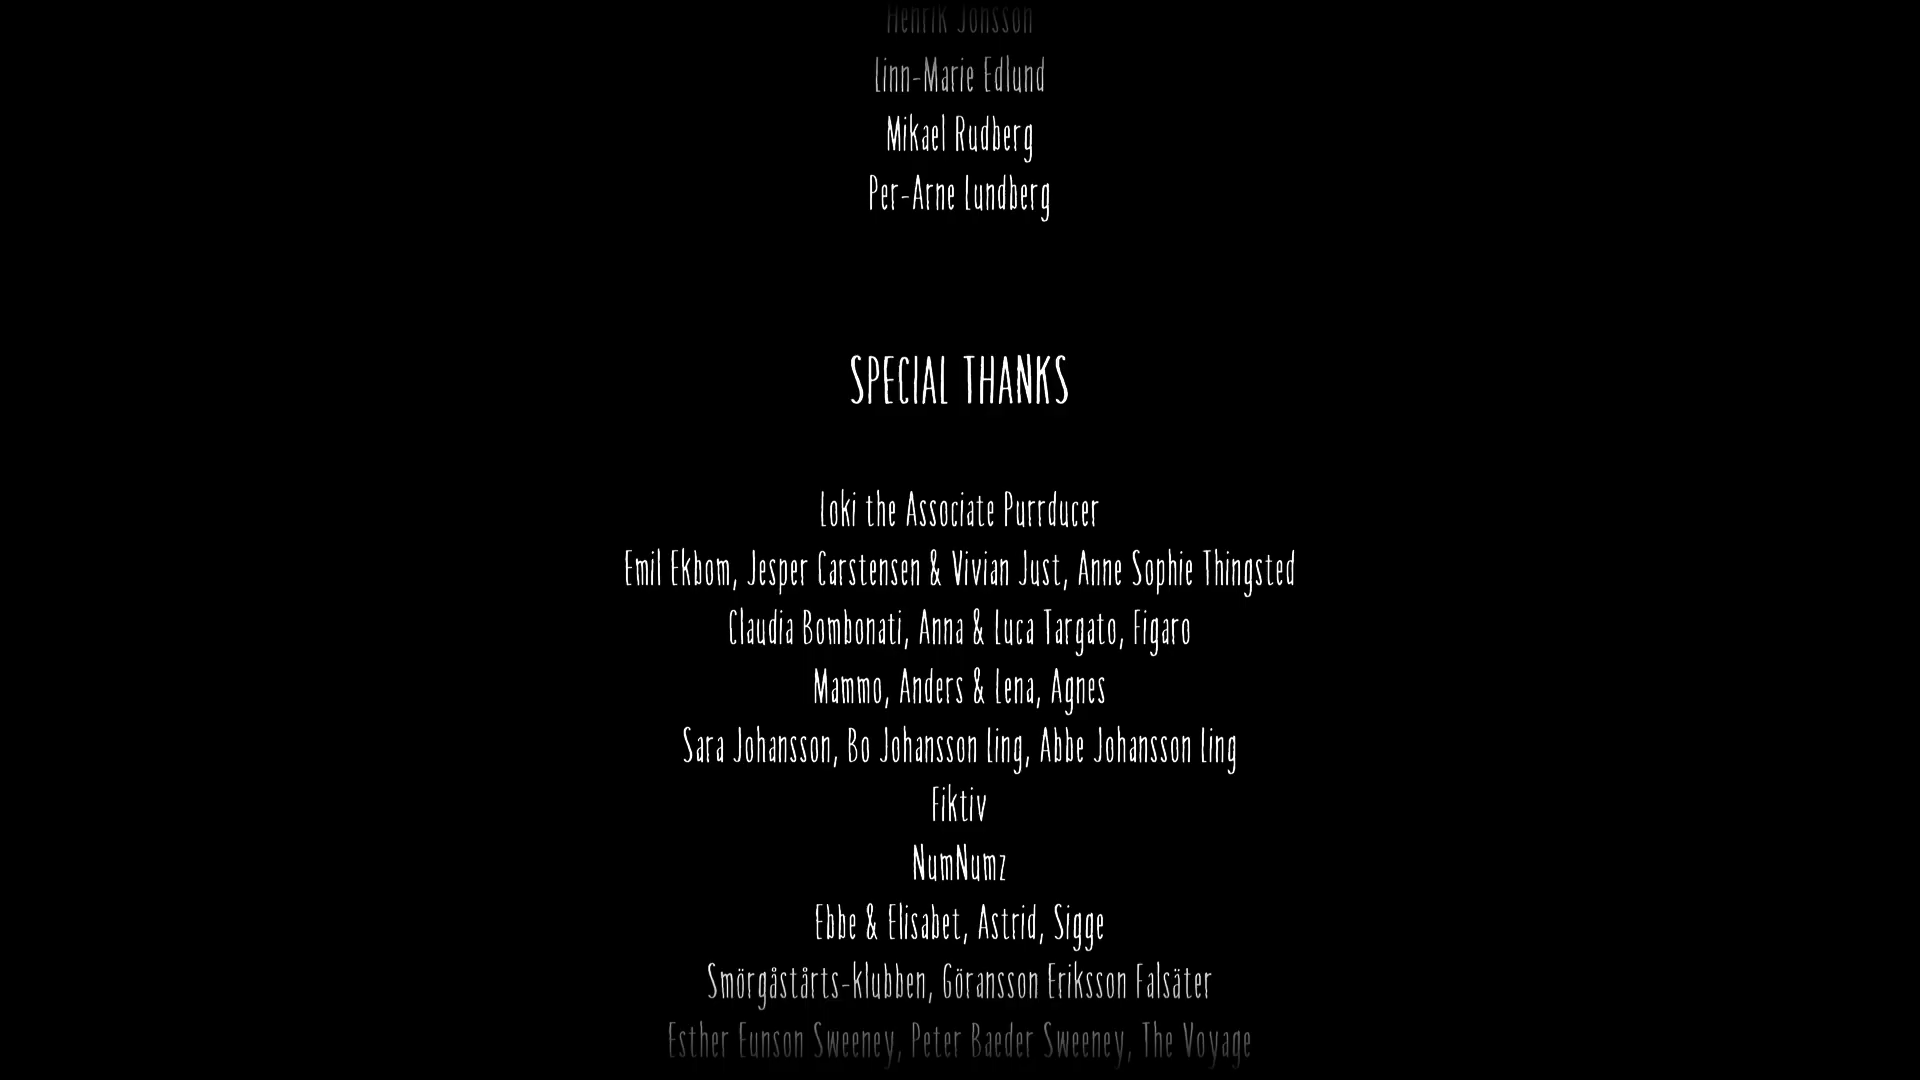 Henrik Jonsson
Linn-Marie Edlund
Mikael Rudberg
Per-Arne Lundberg
SPECIAL THANKS
Loki the Associate Purrducer
Emil Ekbom, Jesper Carstensen & Vivian Just, Anne Sophie Thingsted
Claudia Bombonati, Anna & Luca Targato, Figaro
Mammo, Anders & Lena, Agnes
Sara Johansson, Bo Johansson Ling, Abbe Johansson Ling
Fiktiv
NumNumz
Ebbe & Elisabet, Astrid, Sigge
Smörgåstårts-klubben, Göransson Eriksson Falsäter
Esther Eunson Sweeney, Peter Baeder Sweeney, The Voyage